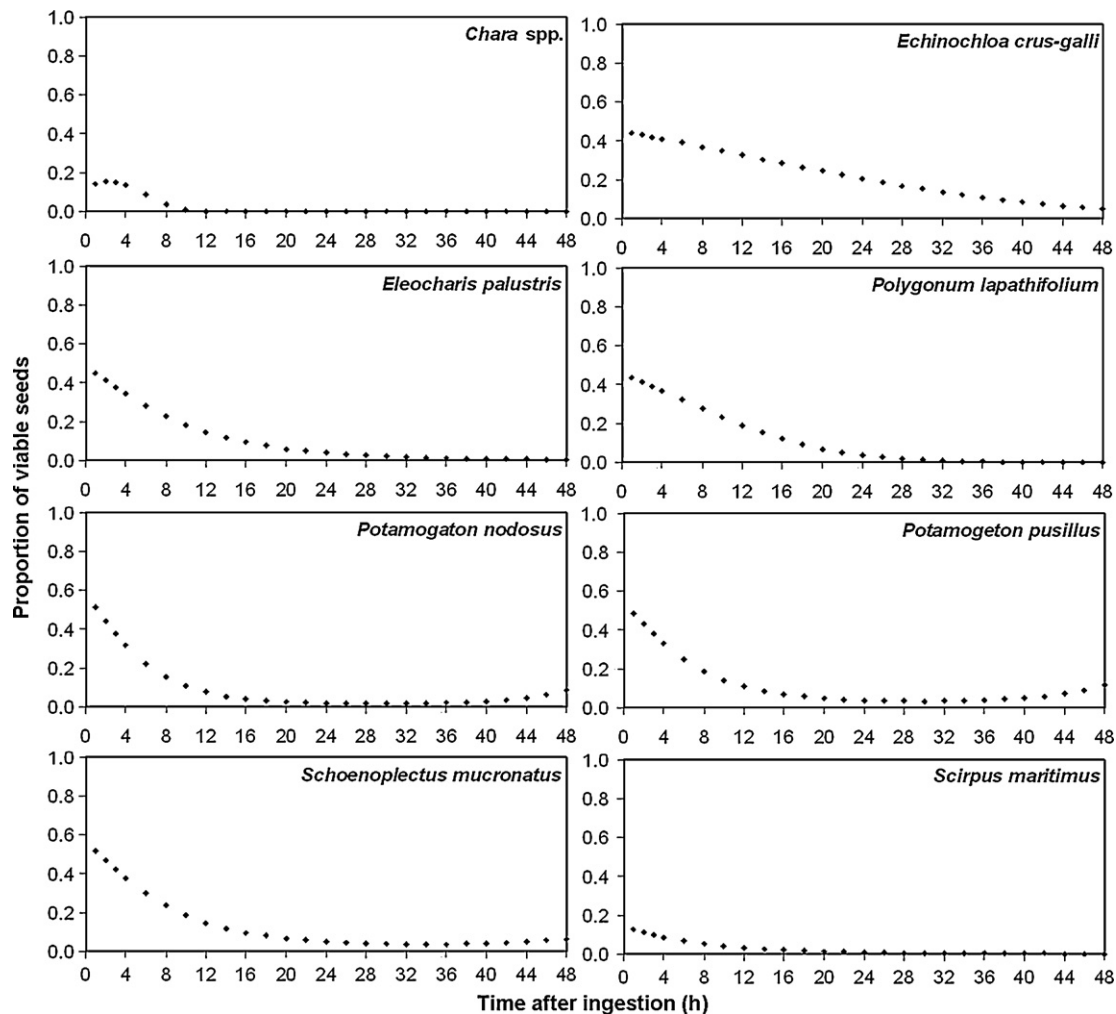 Proportion of viable seeds
Chara spp.
1.0
0.8
0.6
0.4
0.2
0.0
0 4 8 12 16 20 24 28 32 36 40 44 48
Echinochloa crus-galli
1.0
0.8
0.6
0.4
0.2
0.0
0 4 8 12 16 20 24 28 32 36 40 44 48
Eleocharis palustris
1.0
0.8
0.6
0.4
0.2
0.0
0 4 8 12 16 20 24 28 32 36 40 44 48
Polygonum lapathifolium
1.0
0.8
0.6
0.4
0.2
0.0
0 4 8 12 16 20 24 28 32 36 40 44 48
Potamogaton nodosus
1.0
0.8
0.6
0.4
0.2
0.0
0 4 8 12 16 20 24 28 32 36 40 44 48
Potamogeton pusillus
1.0
0.8
0.6
0.4
0.2
0.0
0 4 8 12 16 20 24 28 32 36 40 44 48
Schoenoplectus mucronatus
1.0
0.8
0.6
0.4
0.2
0.0
0 4 8 12 16 20 24 28 32 36 40 44 48
Scirpus maritimus
1.0
0.8
0.6
0.4
0.2
0.0
0 4 8 12 16 20 24 28 32 36 40 44 48
Time after ingestion (h)